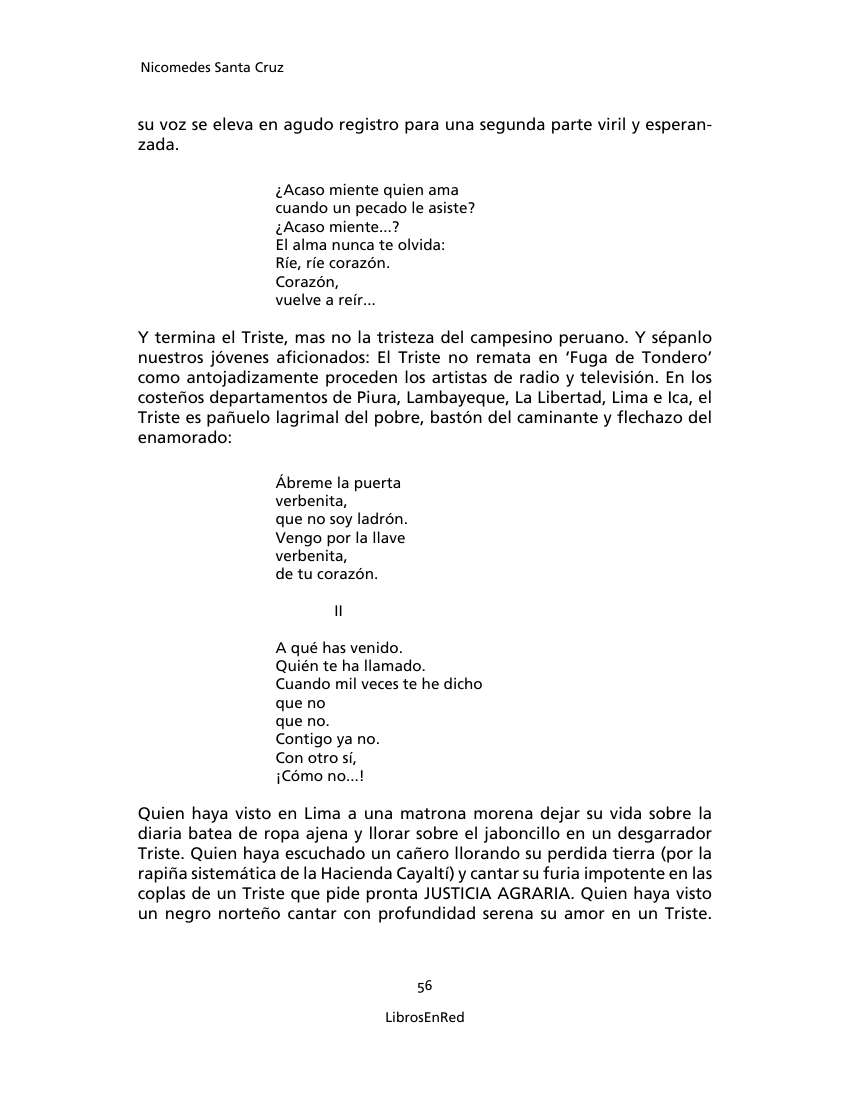 Nicomedes Santa Cruz
su voz se eleva en agudo registro para una segunda parte viril y esperan-
zada.
¿Acaso miente quien ama
cuando un pecado le asiste?
¿Acaso miente...?
El alma nunca te olvida:
Ríe, ríe corazón.
Corazón,
vuelve a reír...
Y termina el Triste, mas no la tristeza del campesino peruano. Y sépanlo
nuestros jóvenes aficionados: El Triste no remata en ‘Fuga de Tondero’
como antojadizamente proceden los artistas de radio y televisión. En los
costeños departamentos de Piura, Lambayeque, La Libertad, Lima e Ica, el
Triste es pañuelo lagrimal del pobre, bastón del caminante y flechazo del
enamorado:
Ábreme la puerta
verbenita,
que no soy ladrón.
Vengo por la llave
verbenita,
de tu corazón.
II
A qué has venido.
Quién te ha llamado.
Cuando mil veces te he dicho
que no
que no.
Contigo ya no.
Con otro sí,
¡Cómo no...!
Quien haya visto en Lima a una matrona morena dejar su vida sobre la
diaria batea de ropa ajena y llorar sobre el jaboncillo en un desgarrador
Triste. Quien haya escuchado un cañero llorando su perdida tierra (por la
rapiña sistemática de la Hacienda Cayaltí) y cantar su furia impotente en las
coplas de un Triste que pide pronta JUSTICIA AGRARIA. Quien haya visto
un negro norteño cantar con profundidad serena su amor en un Triste.
56
LibrosEnRed